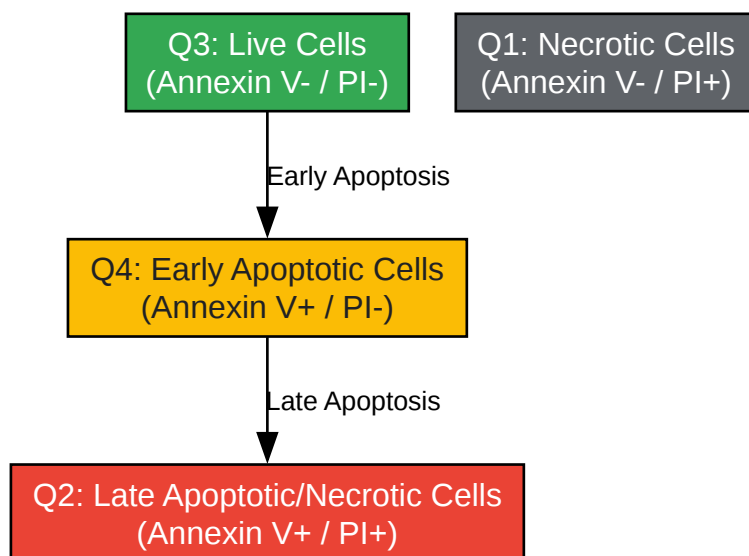 Q3: Live Cells
(Annexin V- / PI-)
Q1: Necrotic Cells
(Annexin V- / PI+)
Early Apoptosis
Q4: Early Apoptotic Cells
(Annexin V+ / PI-)
Late Apoptosis
Q2: Late Apoptotic/Necrotic Cells
(Annexin V+ / PI+)